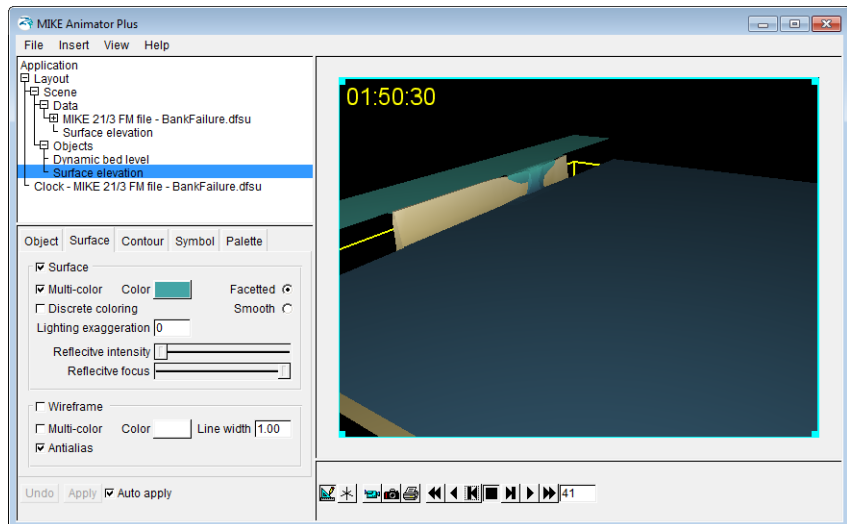 MIKE Animator Plus
File Insert View Help
Application
Layout
Scene
Data
MIKE 21/3 FM file - BankFailure.dfsu
Surface elevation
Objects
Dynamic bed level
Surface elevation
Clock - MIKE 21/3 FM file - BankFailure.dfsu
01:50:30
Object Surface Contour Symbol Palette
Surface
Multi-color Color Facetted
Discrete coloring Smooth
Lighting exaggeration 0
Reflecitve intensity
Reflecitve focus
Wireframe
Multi-color Color Line width 1.00
Antialias
Undo Apply Auto apply
41